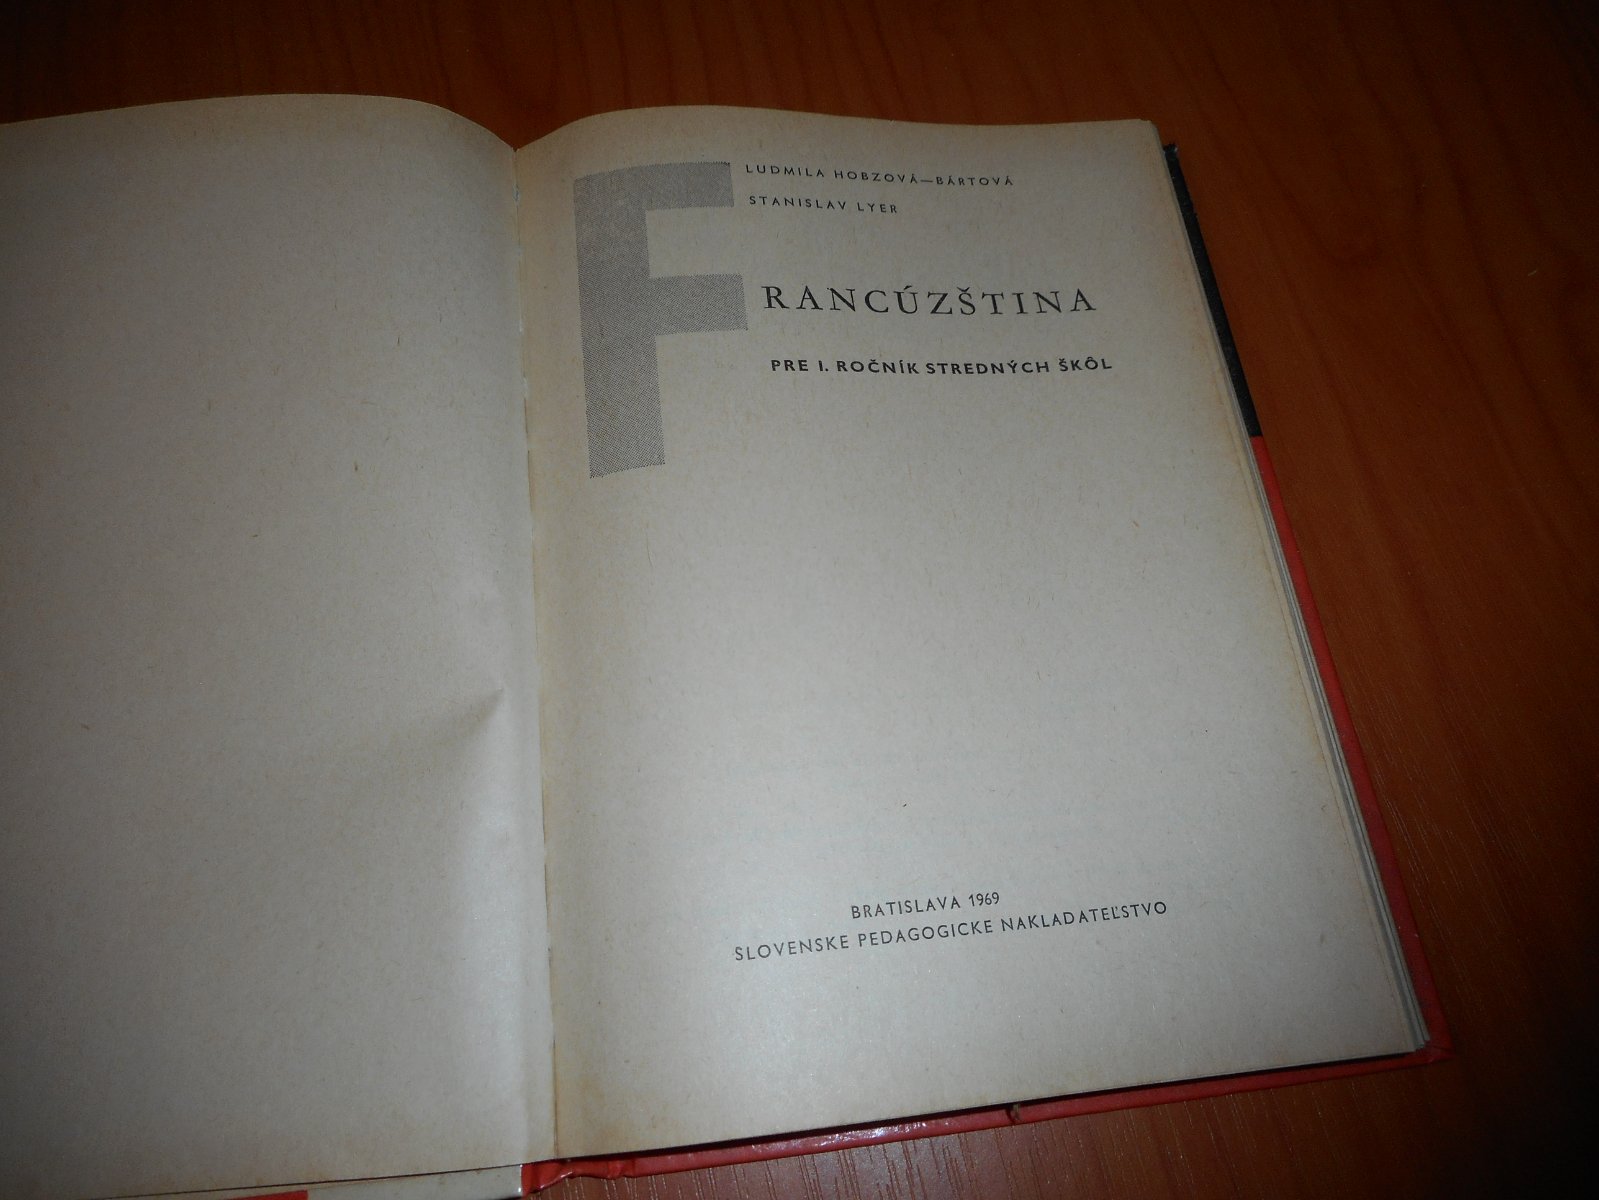 LUDMILA HOBZOVÁ—BÁRTOVÁ
STANISLAV LYER
FRANCÚZŠTINA
PRE I. ROČNÍK STREDNÝCH ŠKÔL
BRATISLAVA 1969
SLOVENSKE PEDAGOGICKE NAKLADATEĽSTVO